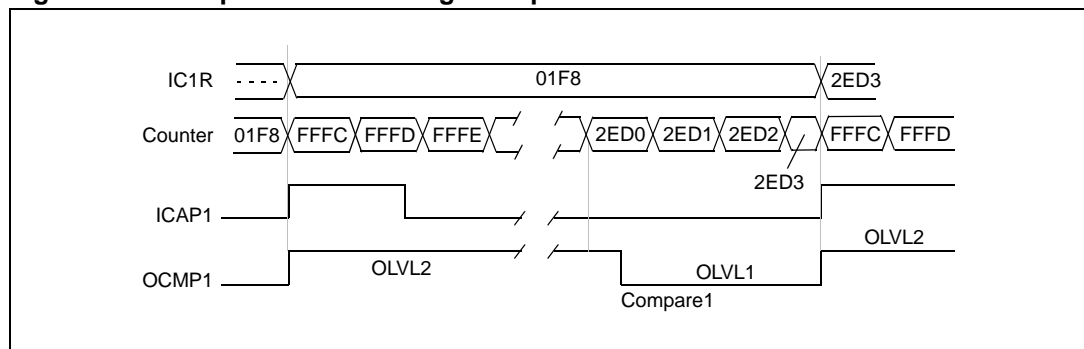 IC1R 01F8 2ED3
Counter 01F8 FFFC FFFD FFFE 2ED0 2ED1 2ED2 FFFC FFFD
2ED3
ICAP1
OLVL2
OCMP1 OLVL2 OLVL1
Compare1